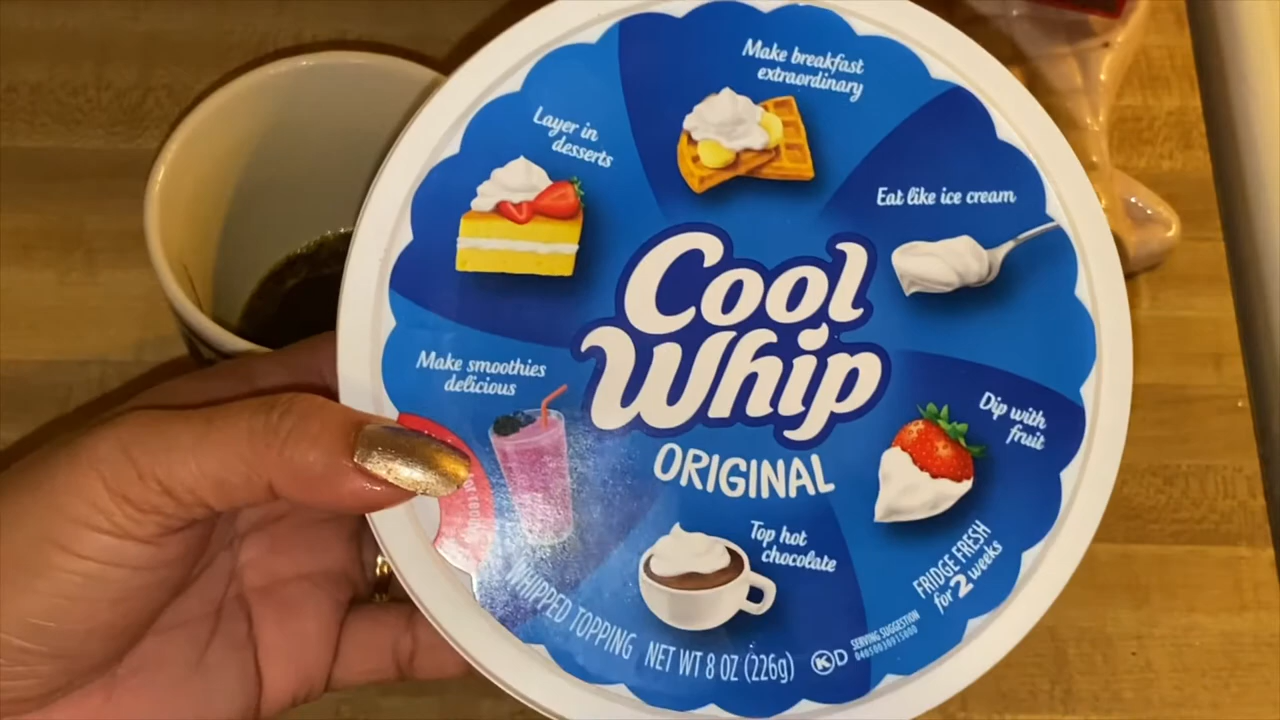 Make breakfast
extraordinary
Layer in
desserts
Eat like ice cream
Cool
Whip
ORIGINAL
Make smoothies
delicious
Dip with
fruit
Top hot
chocolate
FRIDGE FRESH
for 2 weeks
WHIPPED TOPPING NET WT 8 OZ (226g)
K D
SERVING SUGGESTION